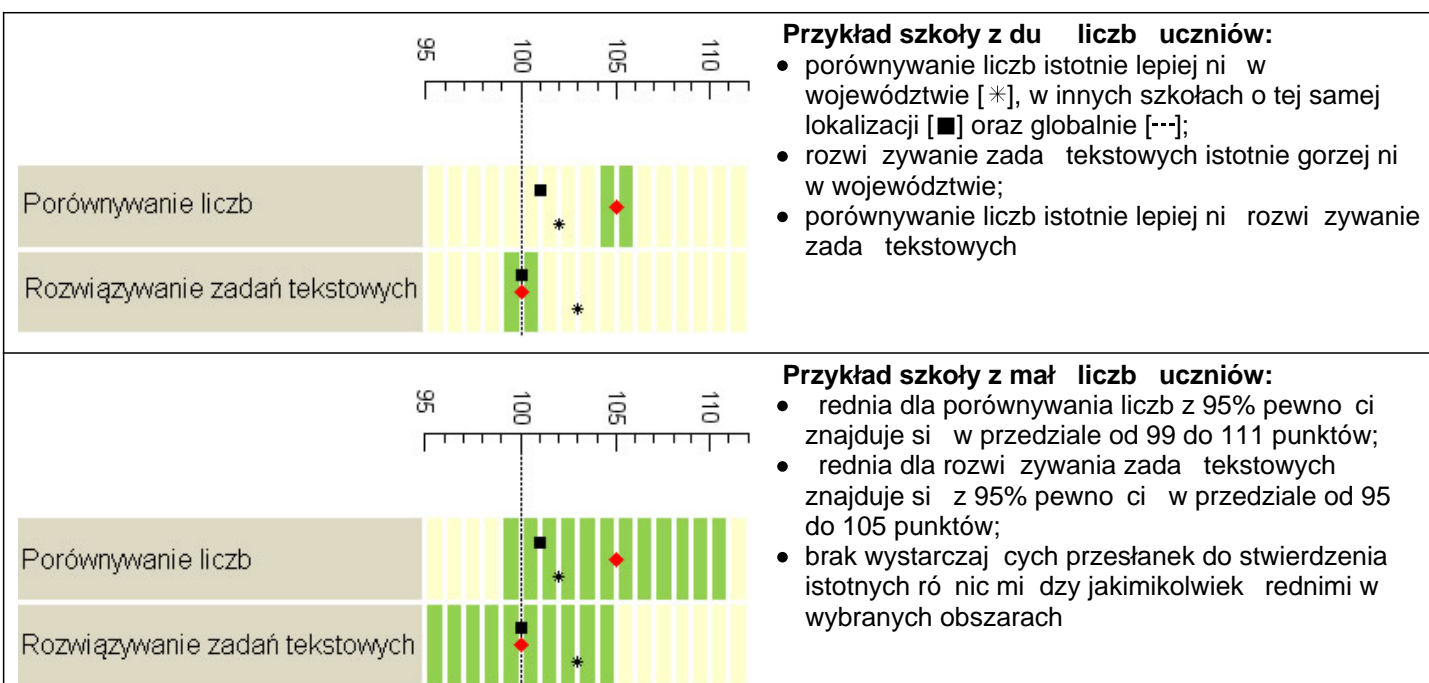 95 100 105 110
Porównywanie liczb
Rozwiązywanie zadań tekstowych
Przykład szkoły z du liczb uczniów:
• porównywanie liczb istotnie lepiej ni w
województwie [✳], w innych szkołach o tej samej
lokalizacji [■] oraz globalnie [---];
• rozwi zywanie zada tekstowych istotnie gorzej ni
w województwie;
• porównywanie liczb istotnie lepiej ni rozwi zywanie
zada tekstowych
95 100 105 110
Porównywanie liczb
Rozwiązywanie zadań tekstowych
Przykład szkoły z mał liczb uczniów:
• rednia dla porównywania liczb z 95% pewno ci
znajduje si w przedziale od 99 do 111 punktów;
• rednia dla rozwi zywania zada tekstowych
znajduje si z 95% pewno ci w przedziale od 95
do 105 punktów;
• brak wystarczaj cych przesłanek do stwierdzenia
istotnych ró nic mi dzy jakimikolwiek rednimi w
wybranych obszarach